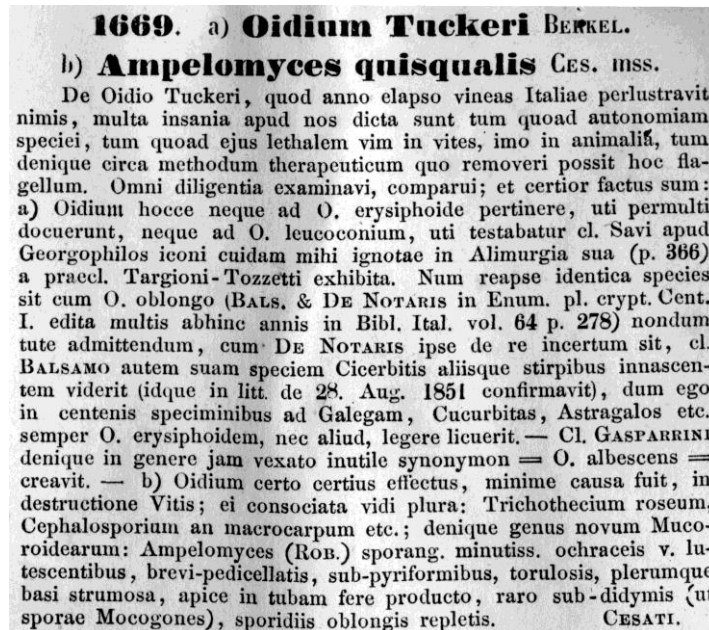 1669. a) Oidium Tuckeri BERKEL.
b) Ampelomyces quisqualis CES. mss.
De Oidio Tuckeri, quod anno elapso vineas Italiae perlustravit
nimis, multa insania apud nos dicta sunt tum quoad autonomiam
speciei, tum quoad ejus lethalem vim in vites, imo in animalia, tum
denique circa methodum therapeuticum quo removeri possit hoc fla-
gellum. Omni diligentia examinavi, comparui; et certior factus sum:
a) Oidium hocce neque ad O. erysiphoide pertinere, uti permulti
docuerunt, neque ad O. leucoconium, uti testabatur cl. Savi apud
Georgophilos iconi cuidam mihi ignotae in Alimurgia sua (p. 366)
a praecl. Targioni-Tozzetti exhibita. Num reapse identica species
sit cum O. oblongo (BALS. & DE NOTARIS in Enum. pl. crypt. Cent.
I. edita multis abhinc annis in Bibl. Ital. vol. 64 p. 278) nondum
tute admittendum, cum DE NOTARIS ipse de re incertum sit, cl.
BALSAMO autem suam speciem Cicerbitis aliisque stirpibus innascen-
tem viderit (idque in litt. de 28. Aug. 1851 confirmavit), dum ego
in centenis speciminibus ad Galegam, Cucurbitas, Astragalos etc.
semper O. erysiphoidem, nec aliud, legere licuerit. — Cl. GASPARRINI
denique in genere jam vexato inutile synonymon = O. albescens =
creavit. — b) Oidium certo certius effectus, minime causa fuit, in
destructione Vitis; ei consociata vidi plura: Trichothecium roseum,
Cephalosporium an macrocarpum etc.; denique genus novum Muco-
roidearum: Ampelomyces (ROB.) sporang. minutiss. ochraceis v. lu-
tescentibus, brevi-pedicellatis, sub-pyriformibus, torulosis, plerumque
basi strumosa, apice in tubam fere producto, raro sub-didymis (ut
sporae Mocogones), sporidiis oblongis repletis. CESATI.